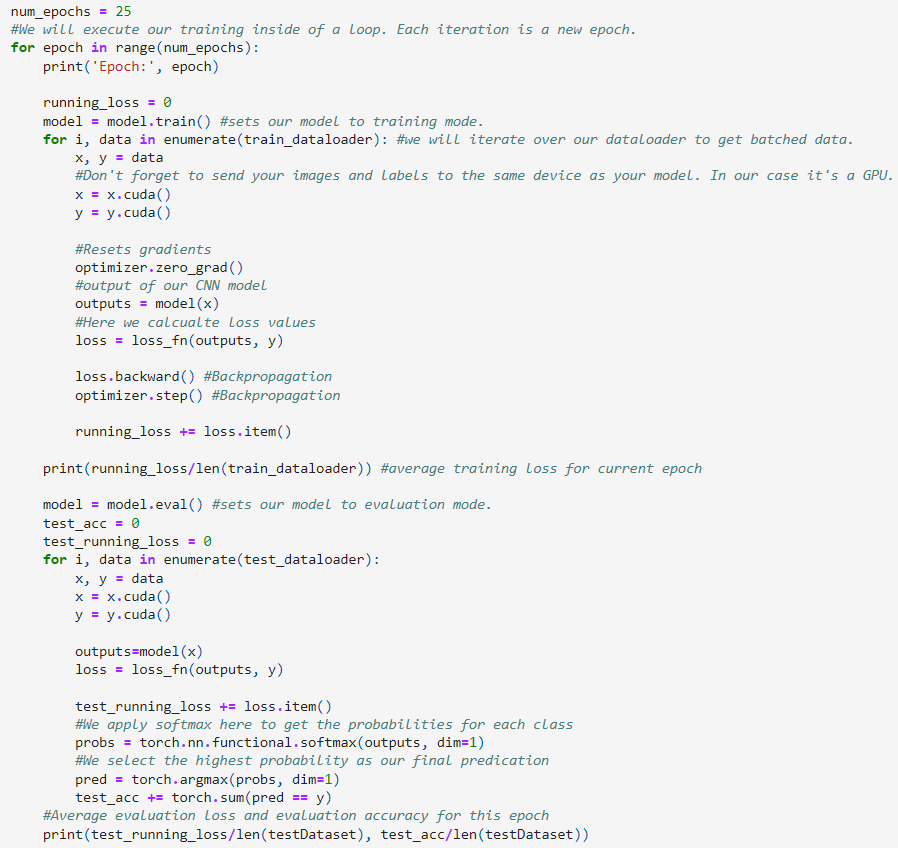 num_epochs = 25
#We will execute our training inside of a loop. Each iteration is a new epoch.
for epoch in range(num_epochs):
    print('Epoch:', epoch)

    running_loss = 0
    model = model.train() #sets our model to training mode.
    for i, data in enumerate(train_dataloader): #we will iterate over our dataloader to get batched data.
        x, y = data
        #Don't forget to send your images and labels to the same device as your model. In our case it's a GPU.
        x = x.cuda()
        y = y.cuda()

        #Resets gradients
        optimizer.zero_grad()
        #output of our CNN model
        outputs = model(x)
        #Here we calcualte loss values
        loss = loss_fn(outputs, y)

        loss.backward() #Backpropagation
        optimizer.step() #Backpropagation

        running_loss += loss.item()

    print(running_loss/len(train_dataloader)) #average training loss for current epoch

    model = model.eval() #sets our model to evaluation mode.
    test_acc = 0
    test_running_loss = 0
    for i, data in enumerate(test_dataloader):
        x, y = data
        x = x.cuda()
        y = y.cuda()

        outputs=model(x)
        loss = loss_fn(outputs, y)

        test_running_loss += loss.item()
        #We apply softmax here to get the probabilities for each class
        probs = torch.nn.functional.softmax(outputs, dim=1)
        #We select the highest probability as our final predication
        pred = torch.argmax(probs, dim=1)
        test_acc += torch.sum(pred == y)
    #Average evaluation loss and evaluation accuracy for this epoch
    print(test_running_loss/len(testDataset), test_acc/len(testDataset))